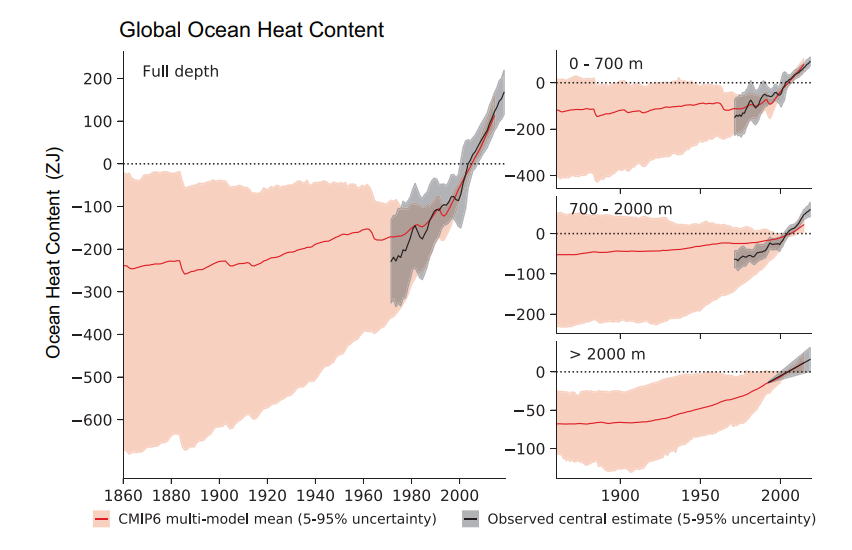 Global Ocean Heat Content
Ocean Heat Content (ZJ)
Full depth
200
100
0
−100
−200
−300
−400
−500
−600
1860 1880 1900 1920 1940 1960 1980 2000
0 - 700 m
0
−200
−400
700 - 2000 m
0
−100
−200
> 2000 m
0
−50
−100
1900 1950 2000
CMIP6 multi-model mean (5-95% uncertainty)
Observed central estimate (5-95% uncertainty)